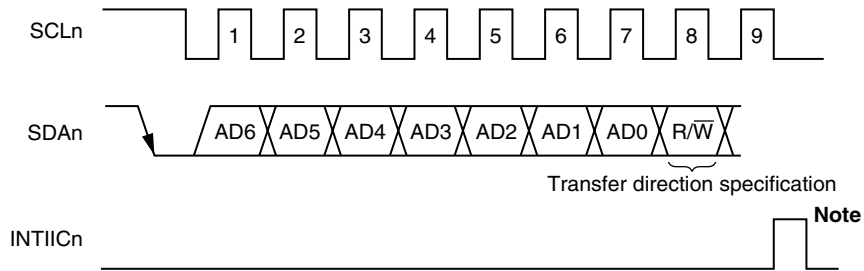 SCLn 1 2 3 4 5 6 7 8 9
SDAn AD6 AD5 AD4 AD3 AD2 AD1 AD0 R/W̅
Transfer direction specification
Note
INTIICn